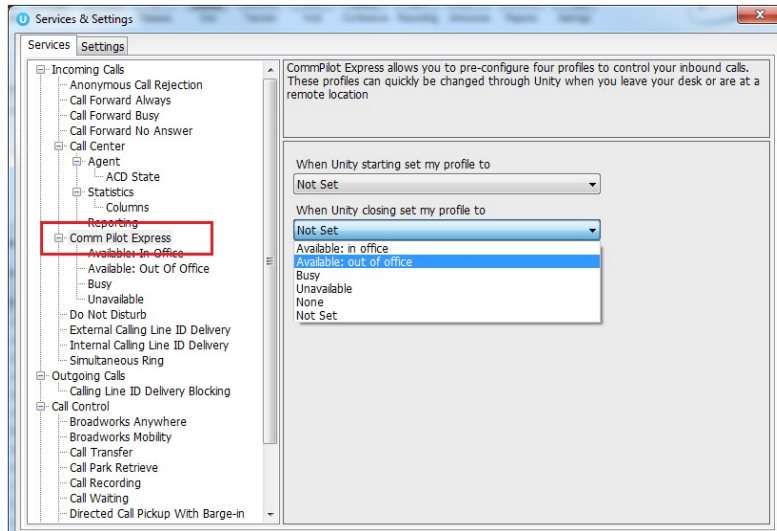 Services & Settings
Services Settings
Incoming Calls
Anonymous Call Rejection
Call Forward Always
Call Forward Busy
Call Forward No Answer
Call Center
Agent
ACD State
Statistics
Columns
Reporting
Comm Pilot Express
Available: In Office
Available: Out Of Office
Busy
Unavailable
Do Not Disturb
External Calling Line ID Delivery
Internal Calling Line ID Delivery
Simultaneous Ring
Outgoing Calls
Calling Line ID Delivery Blocking
Call Control
Broadworks Anywhere
Broadworks Mobility
Call Transfer
Call Park Retrieve
Call Recording
Call Waiting
Directed Call Pickup With Barge-in
CommPilot Express allows you to pre-configure four profiles to control your inbound calls.
These profiles can quickly be changed through Unity when you leave your desk or are at a
remote location
When Unity starting set my profile to
Not Set
When Unity closing set my profile to
Not Set
Available: in office
Available: out of office
Busy
Unavailable
None
Not Set